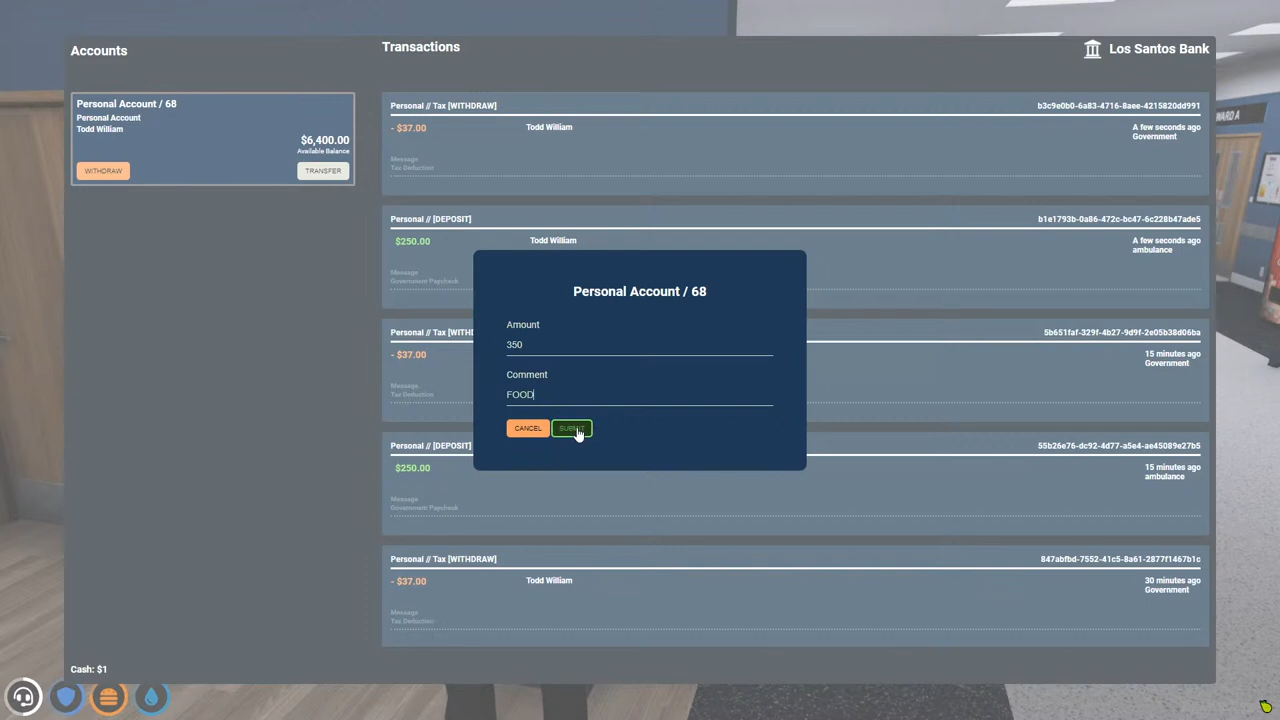 Accounts
Transactions
Los Santos Bank
Personal Account / 68
Personal Account
Todd William
$6,400.00
Available Balance
WITHDRAW
TRANSFER
Personal // Tax [WITHDRAW]
b3c9e0b0-6a83-4716-8aee-4215820dd991
- $37.00
Todd William
A few seconds ago
Government
Message
Tax Deduction
Personal // [DEPOSIT]
b1e1793b-0a86-472c-bc47-6c228b47ade5
$250.00
Todd William
A few seconds ago
ambulance
Message
Government Paycheck
Personal // Tax [WITHD
5b651faf-329f-4b27-9d9f-2e05b38d06ba
- $37.00
15 minutes ago
Government
Message
Tax Deduction
Personal // [DEPOSIT]
55b26e76-dc92-4d77-a5e4-ae45089e27b5
$250.00
15 minutes ago
ambulance
Message
Government Paycheck
Personal // Tax [WITHDRAW]
847abfbd-7552-41c5-8a61-2877f1467b1c
- $37.00
Todd William
30 minutes ago
Government
Message
Tax Deduction
Personal Account / 68
Amount
350
Comment
FOOD
CANCEL
SUBMIT
Cash: $1
WARD A